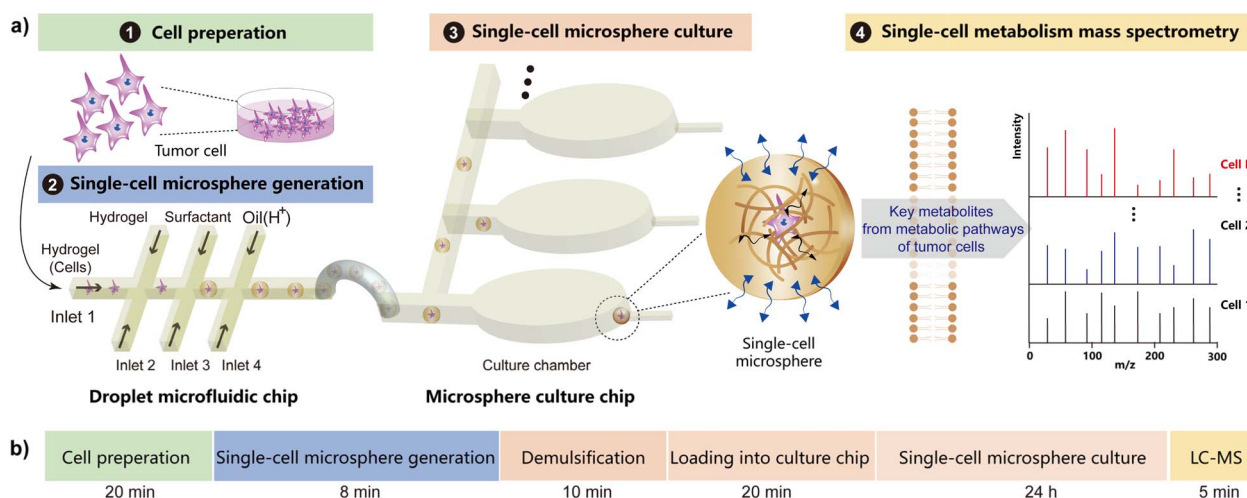 a)
1 Cell preperation
Tumor cell
2 Single-cell microsphere generation
Hydrogel Surfactant Oil(H⁺)
Hydrogel
(Cells)
Inlet 1
Inlet 2 Inlet 3 Inlet 4
Droplet microfluidic chip
3 Single-cell microsphere culture
Culture chamber
Microsphere culture chip
Single-cell
microsphere
4 Single-cell metabolism mass spectrometry
Key metabolites
from metabolic pathways
of tumor cells
Intensity
Cell
Cell
Cell
0 100 200 300
m/z
b)
Cell preparation Single-cell microsphere generation Demulsification Loading into culture chip Single-cell microsphere culture LC-MS
20 min 8 min 10 min 20 min 24 h 5 min